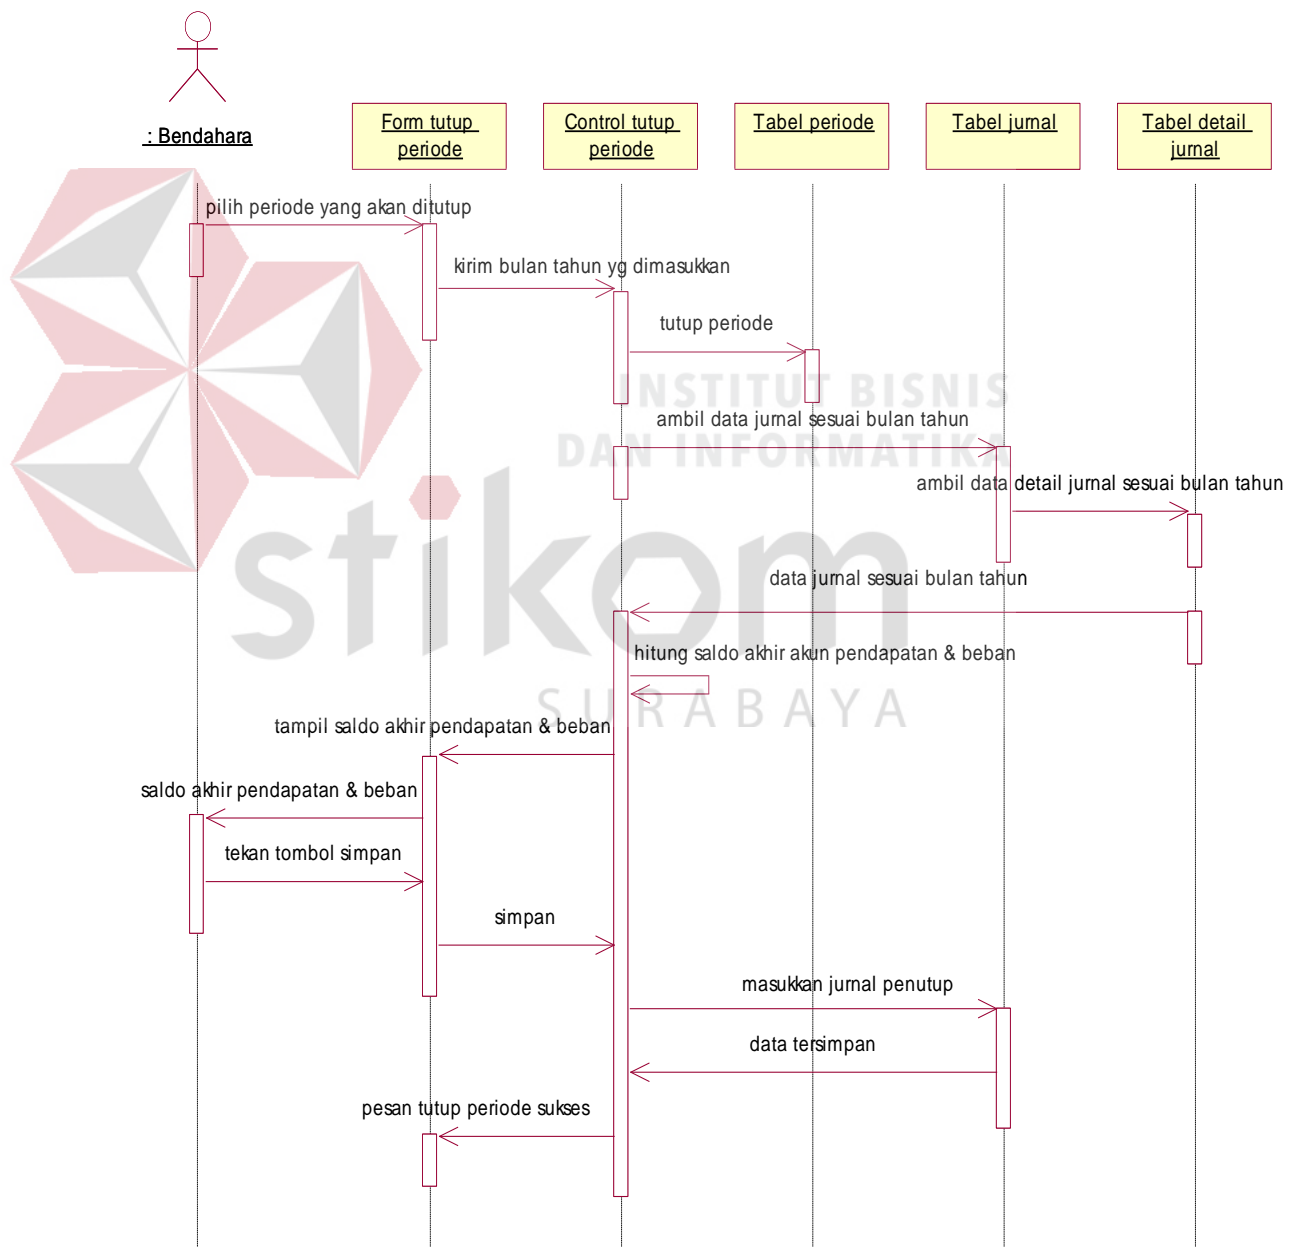 : Bendahara
Form tutup
periode
Control tutup
periode
Tabel periode
Tabel jurnal
Tabel detail
jurnal
pilih periode yang akan ditutup
kirim bulan tahun yg dimasukkan
tutup periode
INSTITUT BISNIS
DAN INFORMATIKA
ambil data jurnal sesuai bulan tahun
ambil data detail jurnal sesuai bulan tahun
stikom
data jurnal sesuai bulan tahun
hitung saldo akhir akun pendapatan & beban
SURABAYA
tampil saldo akhir pendapatan & beban
saldo akhir pendapatan & beban
tekan tombol simpan
simpan
masukkan jurnal penutup
data tersimpan
pesan tutup periode sukses